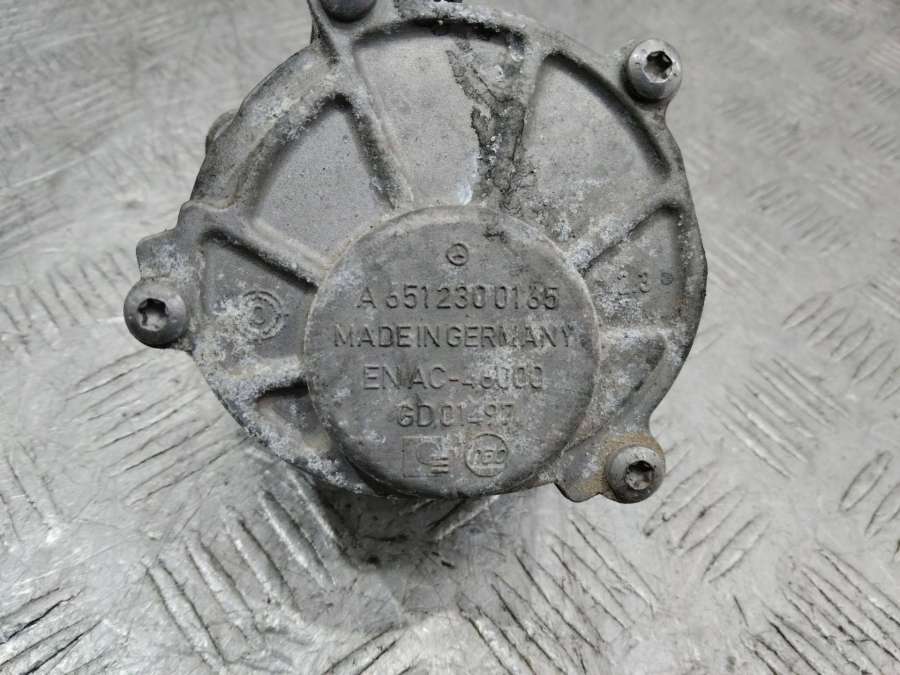 A 651 230 01 65
MADE IN GERMANY
EN AC-46000
GD 01497